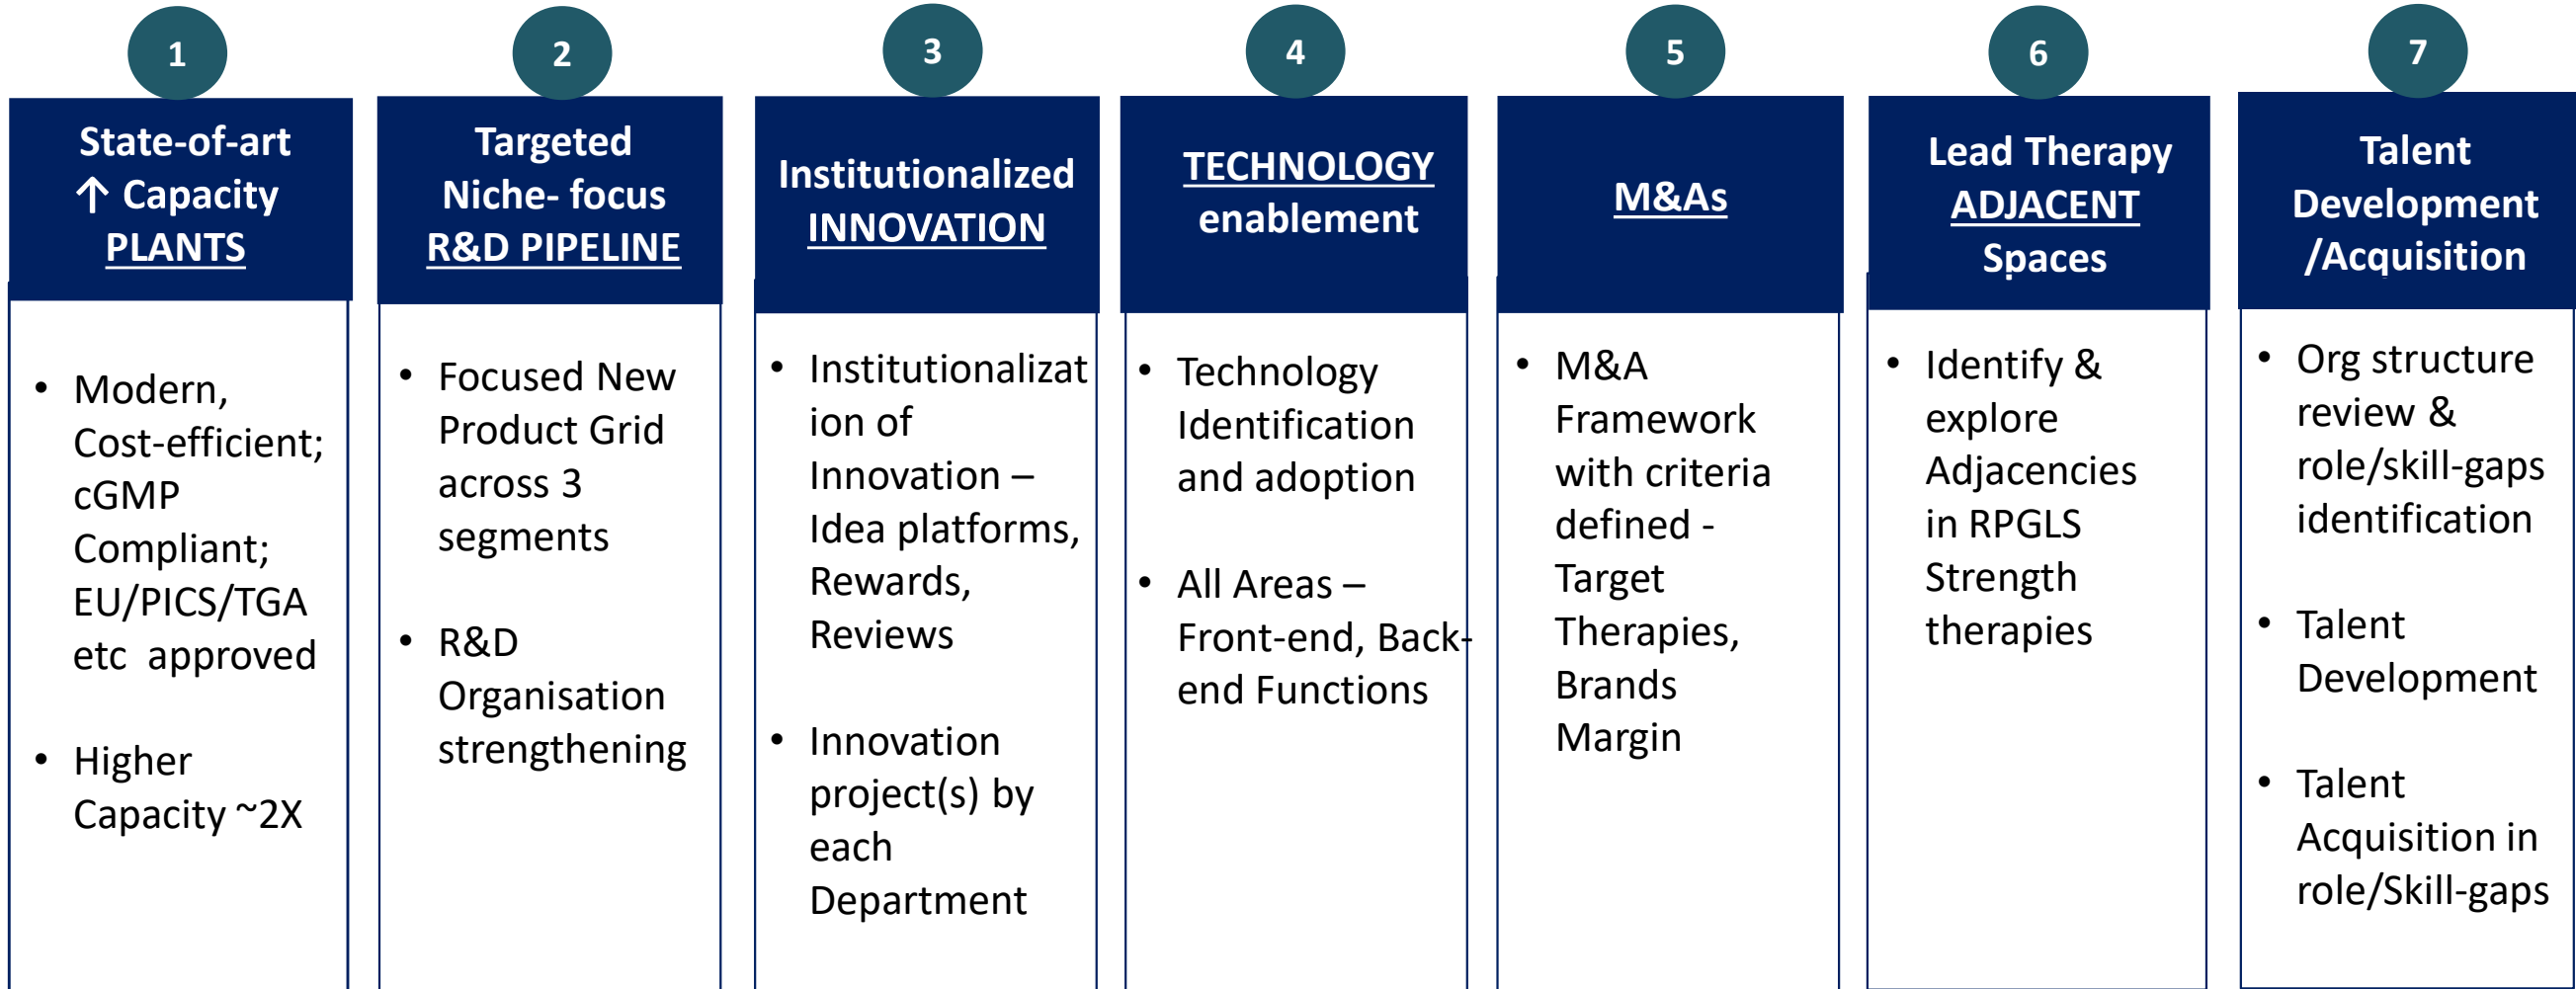 1
State-of-art
↑ Capacity
PLANTS
• Modern,
Cost-efficient;
cGMP
Compliant;
EU/PICS/TGA
etc approved
• Higher
Capacity ~2X
2
Targeted
Niche- focus
R&D PIPELINE
• Focused New
Product Grid
across 3
segments
• R&D
Organisation
strengthening
3
Institutionalized
INNOVATION
• Institutionalizat
ion of
Innovation –
Idea platforms,
Rewards,
Reviews
• Innovation
project(s) by
each
Department
4
TECHNOLOGY
enablement
• Technology
Identification
and adoption
• All Areas –
Front-end, Back-
end Functions
5
M&As
• M&A
Framework
with criteria
defined -
Target
Therapies,
Brands
Margin
6
Lead Therapy
ADJACENT
Spaces
• Identify &
explore
Adjacencies
in RPGLS
Strength
therapies
7
Talent
Development
/Acquisition
• Org structure
review &
role/skill-gaps
identification
• Talent
Development
• Talent
Acquisition in
role/Skill-gaps